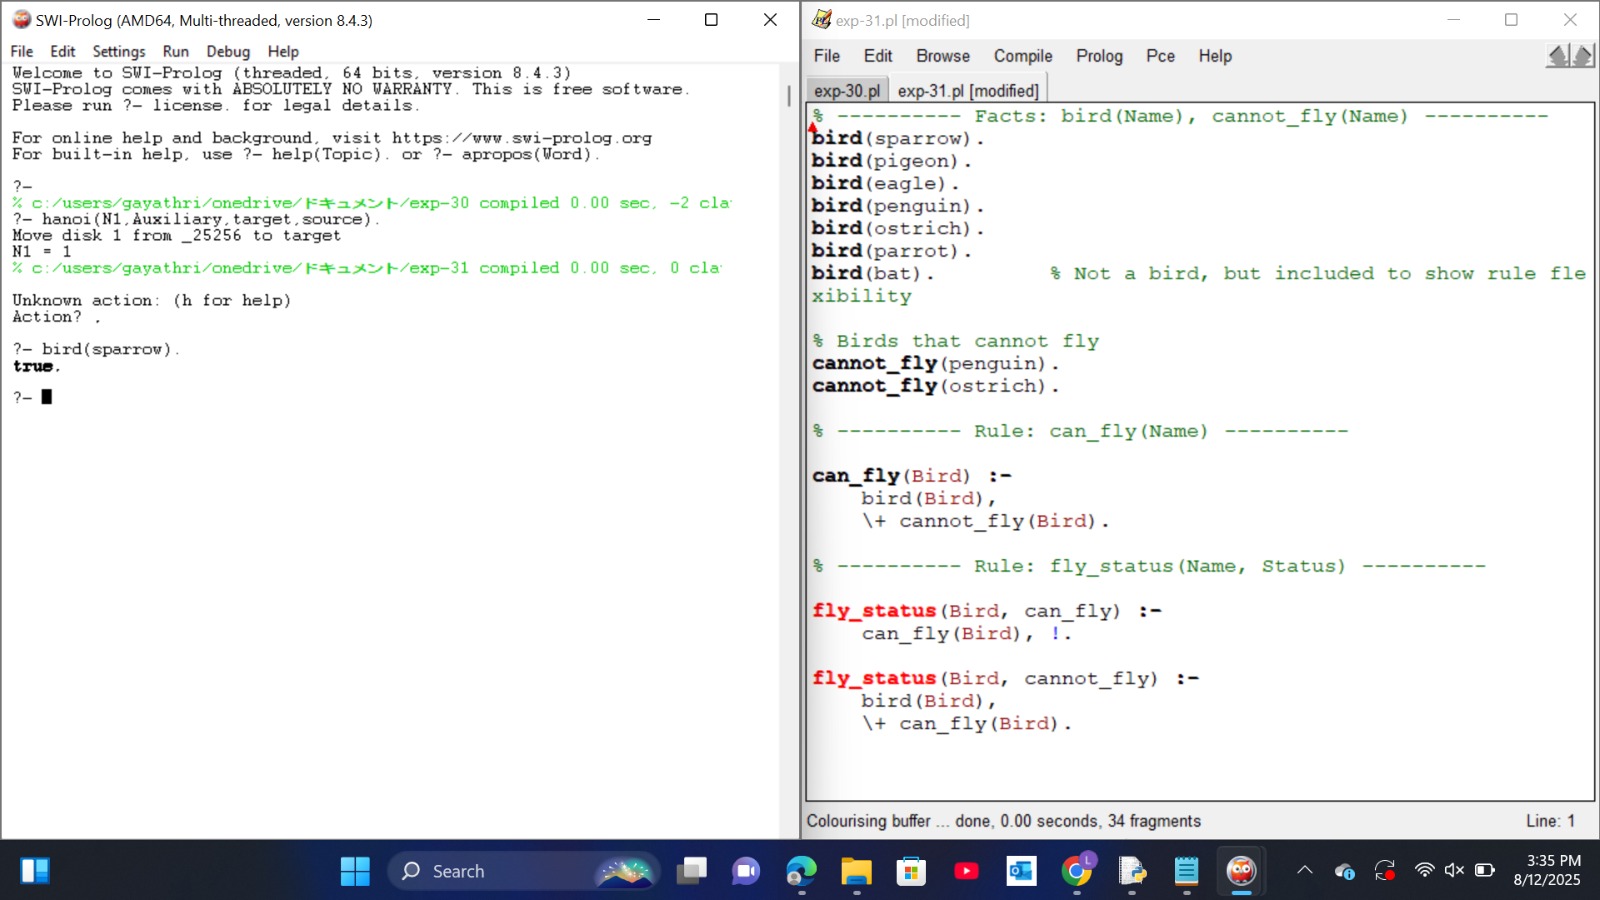 SWI-Prolog (AMD64, Multi-threaded, version 8.4.3)
File Edit Settings Run Debug Help
Welcome to SWI-Prolog (threaded, 64 bits, version 8.4.3)
SWI-Prolog comes with ABSOLUTELY NO WARRANTY. This is free software.
Please run ?- license. for legal details.
For online help and background, visit https://www.swi-prolog.org
For built-in help, use ?- help(Topic). or ?- apropos(Word).
?-
% c:/users/gayathri/onedrive/ドキュメント/exp-30 compiled 0.00 sec, -2 cla
?- hanoi(N1,Auxiliary,target,source).
Move disk 1 from _25256 to target
N1 = 1
% c:/users/gayathri/onedrive/ドキュメント/exp-31 compiled 0.00 sec, 0 cla
Unknown action: (h for help)
Action? .
?- bird(sparrow).
true.
?-
exp-31.pl [modified]
File Edit Browse Compile Prolog Pce Help
exp-30.pl exp-31.pl [modified]
% ---------- Facts: bird(Name), cannot_fly(Name) ----------
bird(sparrow).
bird(pigeon).
bird(eagle).
bird(penguin).
bird(ostrich).
bird(parrot).
bird(bat). % Not a bird, but included to show rule fle
xibility
% Birds that cannot fly
cannot_fly(penguin).
cannot_fly(ostrich).
% ---------- Rule: can_fly(Name) ----------
can_fly(Bird) :-
bird(Bird),
\+ cannot_fly(Bird).
% ---------- Rule: fly_status(Name, Status) ----------
fly_status(Bird, can_fly) :-
can_fly(Bird), !.
fly_status(Bird, cannot_fly) :-
bird(Bird),
\+ can_fly(Bird).
Colourising buffer ... done, 0.00 seconds, 34 fragments Line: 1
Search
L
3:35 PM
8/12/2025